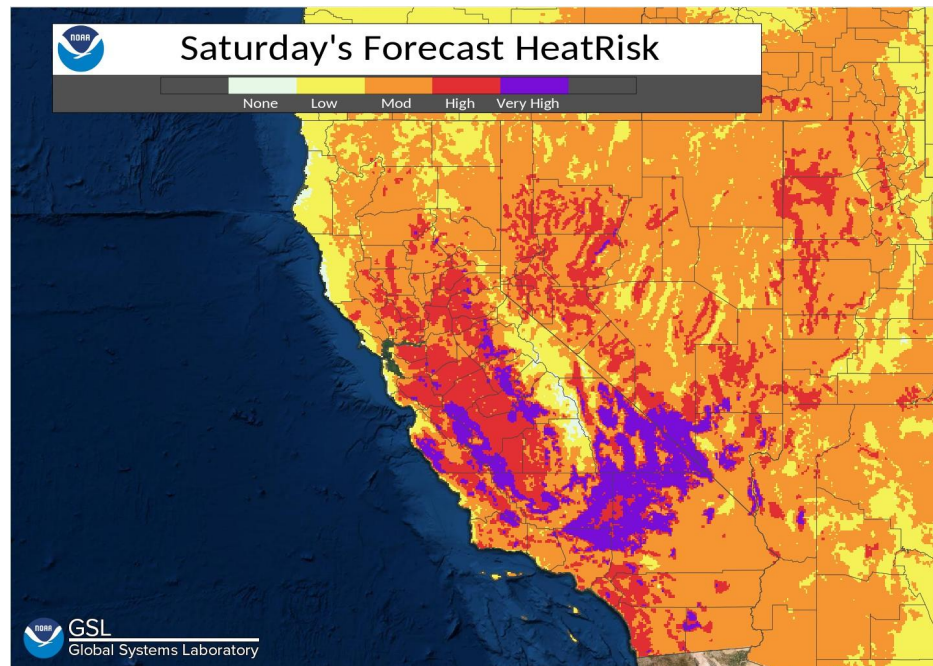 NOAA
Saturday's Forecast HeatRisk
None Low Mod High Very High
NOAA
GSL
Global Systems Laboratory